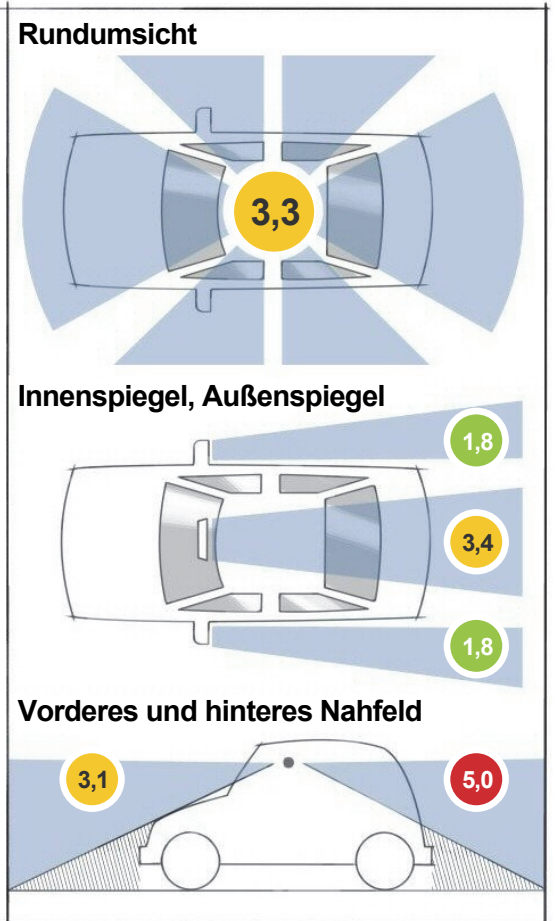 Rundumsicht
3,3
Innenspiegel, Außenspiegel
1,8
3,4
1,8
Vorderes und hinteres Nahfeld
3,1 5,0